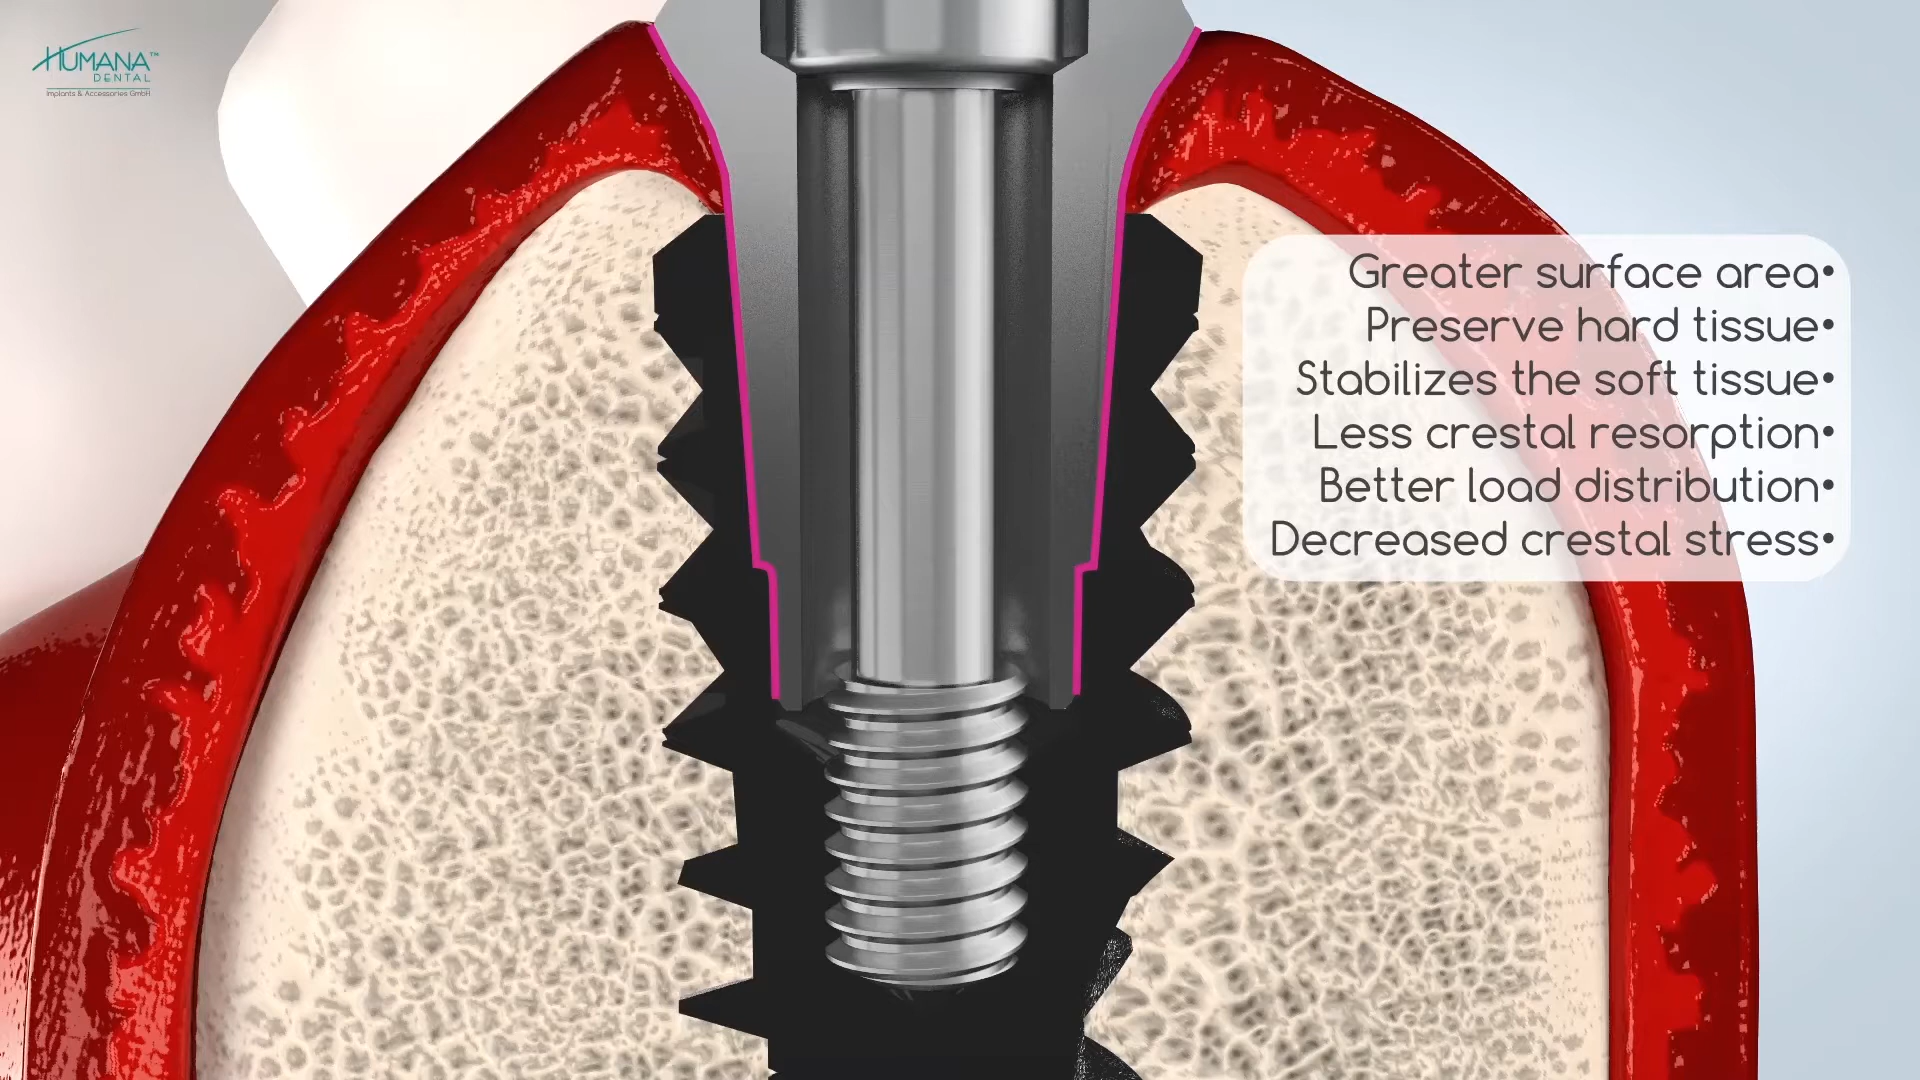 HUMANA™
DENTAL
Implants & Accessories GmbH
Greater surface area•
Preserve hard tissue•
Stabilizes the soft tissue•
Less crestal resorption•
Better load distribution•
Decreased crestal stress•